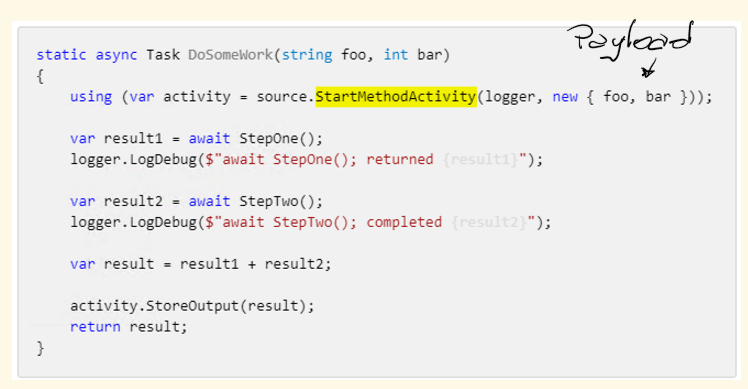 Payload
static async Task DoSomeWork(string foo, int bar)
{
    using (var activity = source.StartMethodActivity(logger, new { foo, bar }));
    var result1 = await StepOne();
    logger.LogDebug($"await StepOne(); returned {result1}");
    var result2 = await StepTwo();
    logger.LogDebug($"await StepTwo(); completed {result2}");
    var result = result1 + result2;
    activity.StoreOutput(result);
    return result;
}